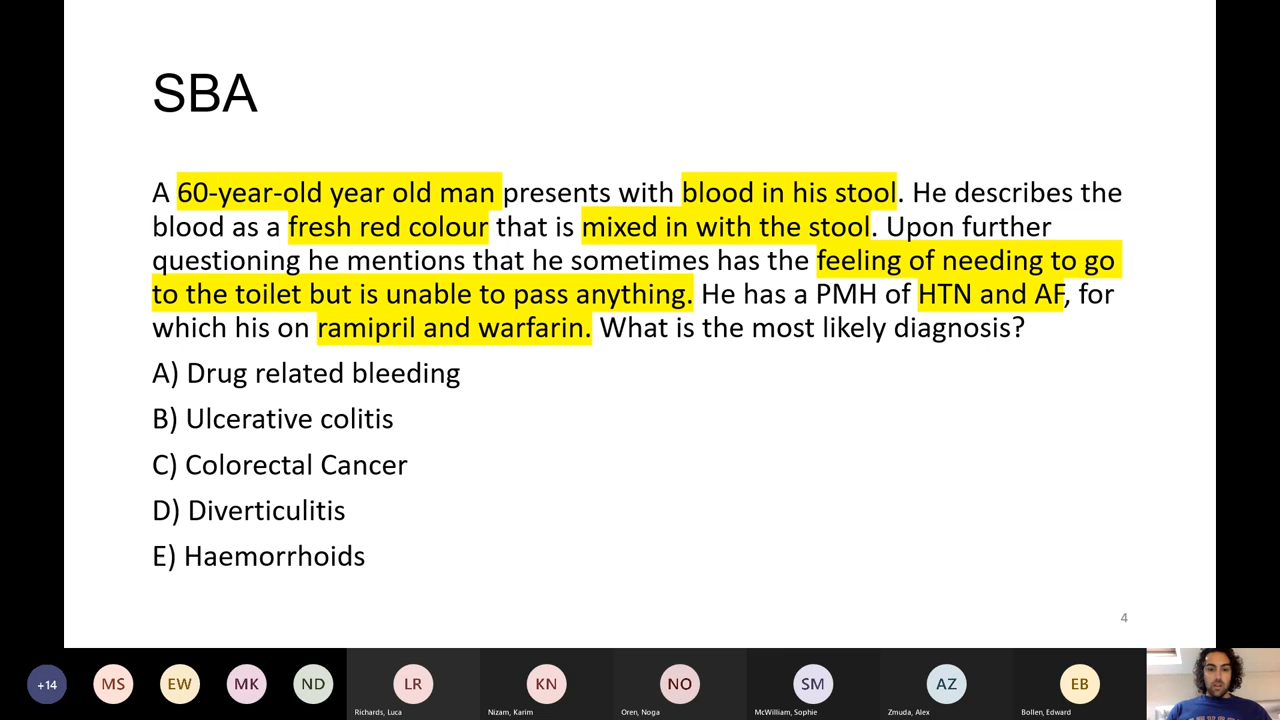 SBA
A 60-year-old year old man presents with blood in his stool. He describes the
blood as a fresh red colour that is mixed in with the stool. Upon further
questioning he mentions that he sometimes has the feeling of needing to go
to the toilet but is unable to pass anything. He has a PMH of HTN and AF, for
which his on ramipril and warfarin. What is the most likely diagnosis?
A) Drug related bleeding
B) Ulcerative colitis
C) Colorectal Cancer
D) Diverticulitis
E) Haemorrhoids
4
+14 MS EW MK ND LR KN NO SM AZ EB
Richards, Luca Nizam, Karim Oren, Noga McWilliam, Sophie Zmuda, Alex Bollen, Edward